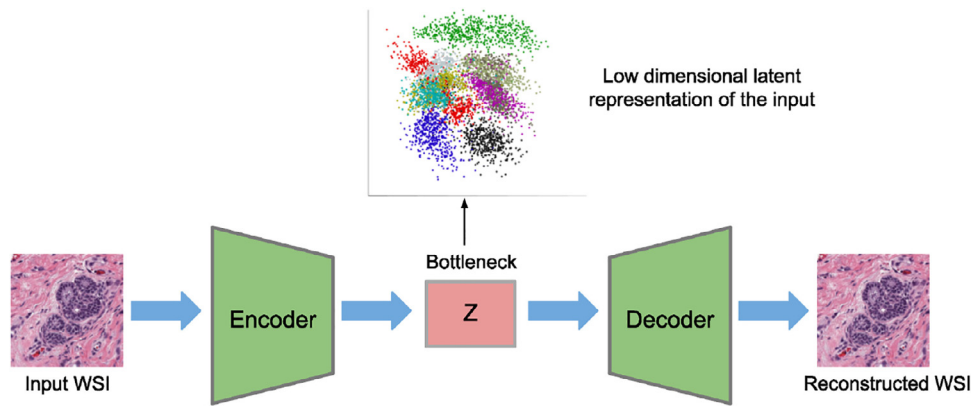 Low dimensional latent
representation of the input
Bottleneck
Encoder
Z
Decoder
Input WSI
Reconstructed WSI